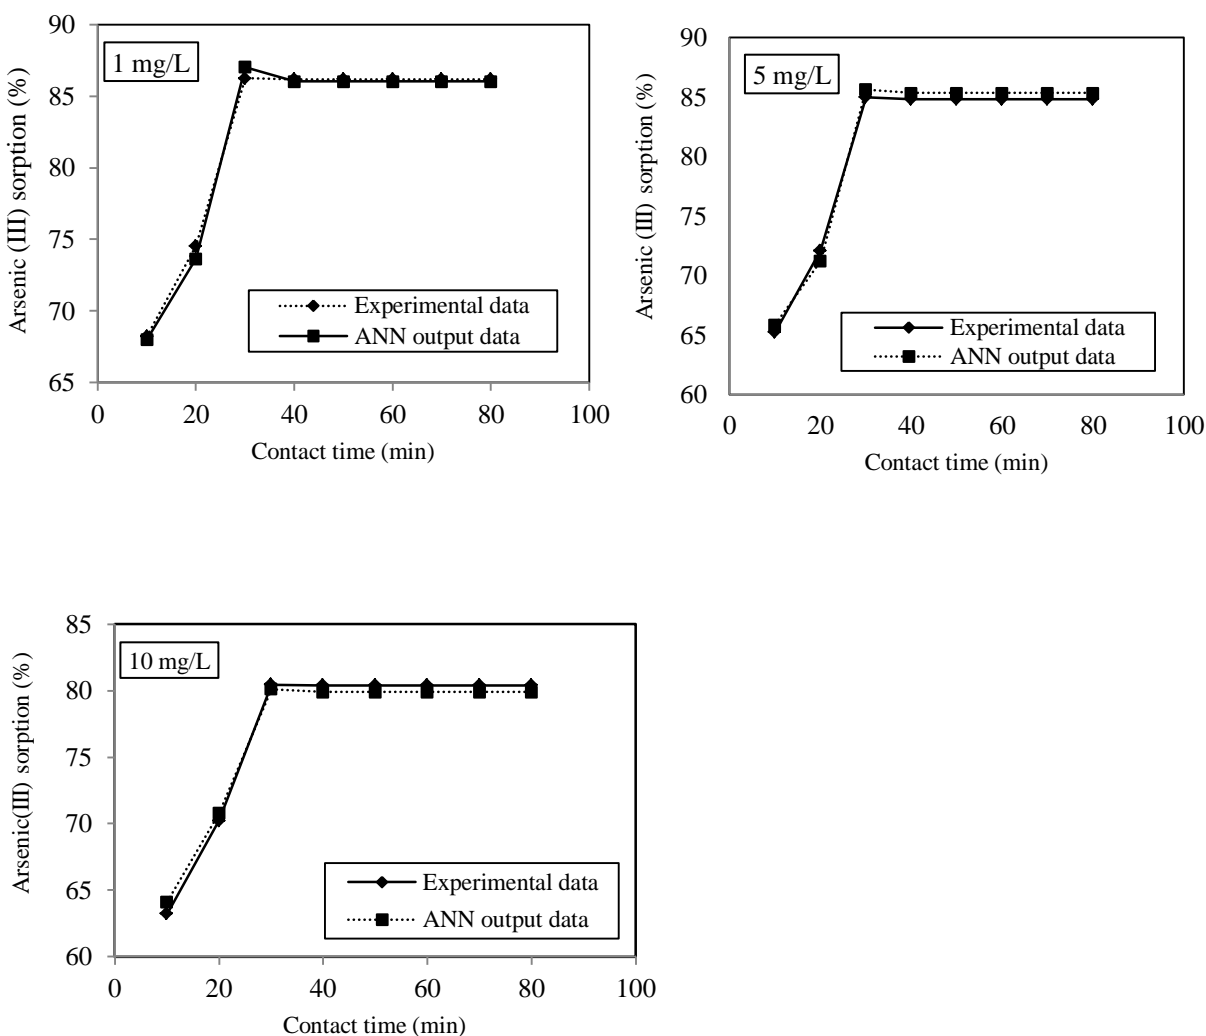 90
85
80
75
70
65
0 20 40 60 80 100
Arsenic (III) sorption (%)
Contact time (min)
1 mg/L
Experimental data
ANN output data
90
85
80
75
70
65
60
0 20 40 60 80 100
Arsenic (III) sorption (%)
Contact time (min)
5 mg/L
Experimental data
ANN output data
85
80
75
70
65
60
0 20 40 60 80 100
Arsenic(III) sorption (%)
Contact time (min)
10 mg/L
Experimental data
ANN output data